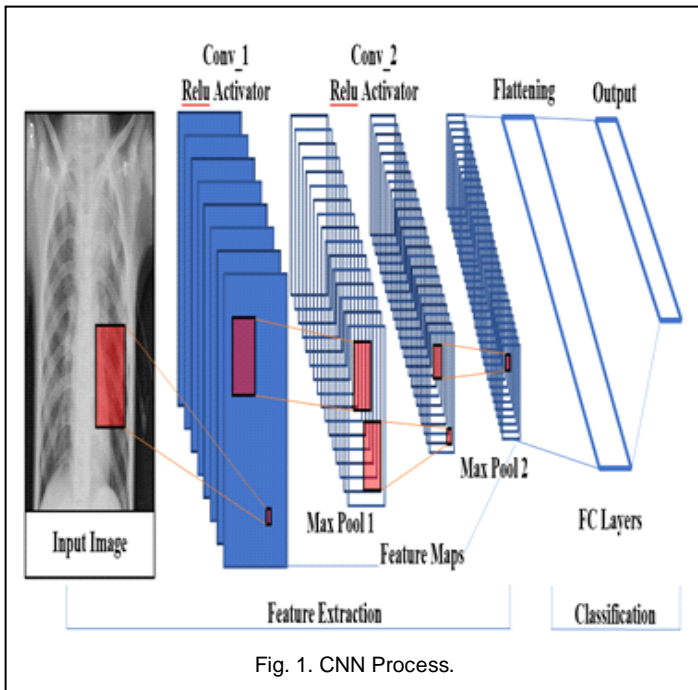 Conv_1
Relu Activator
Conv_2
Relu Activator
Flattening
Output
Input Image
Max Pool 1
Max Pool 2
Feature Maps
FC Layers
Feature Extraction
Classification
Fig. 1. CNN Process.